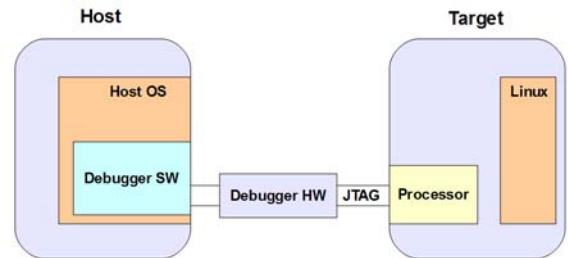 Host
Target
Host OS
Linux
Debugger SW
Debugger HW
JTAG
Processor